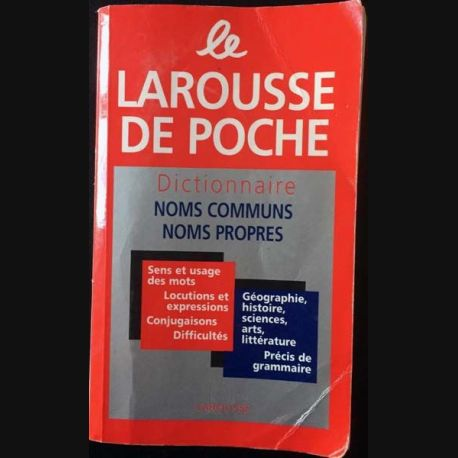 le
LAROUSSE
DE POCHE
Dictionnaire
NOMS COMMUNS
NOMS PROPRES
Sens et usage
des mots
Locutions et
expressions
Conjugaisons
Difficultés
Géographie,
histoire,
sciences,
arts,
littérature
Précis de
grammaire
LAROUSSE